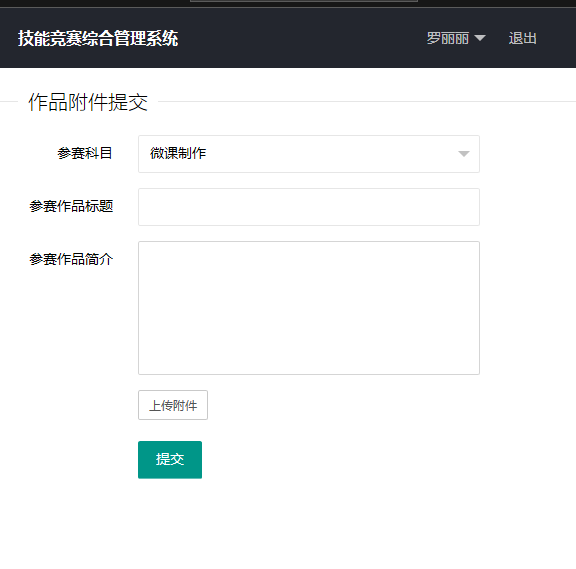 技能竞赛综合管理系统 罗丽丽 退出
作品附件提交
参赛科目 微课制作
参赛作品标题
参赛作品简介
上传附件
提交